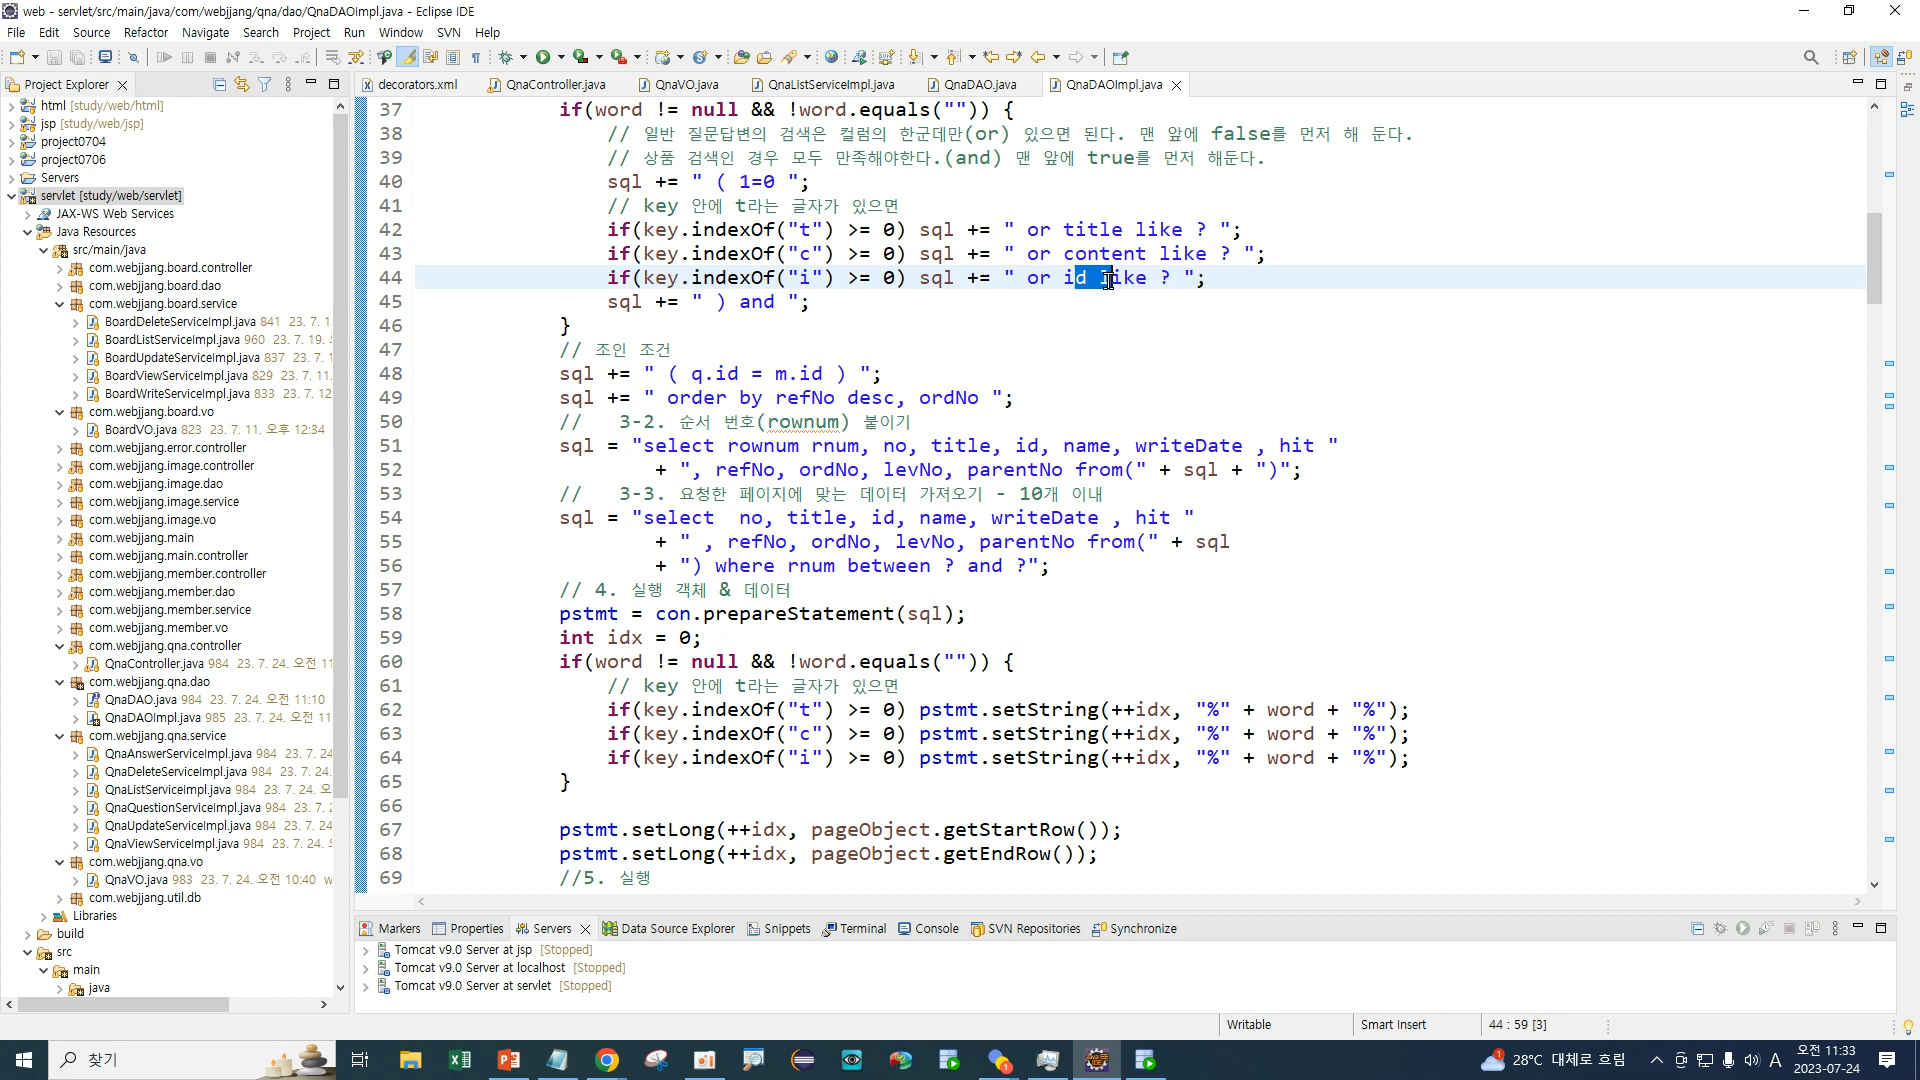 web - servlet/src/main/java/com/webjjang/qna/dao/QnaDAOImpl.java - Eclipse IDE
File Edit Source Refactor Navigate Search Project Run Window SVN Help
Project Explorer
decorators.xml QnaController.java QnaVO.java QnaListServiceImpl.java QnaDAO.java QnaDAOImpl.java
html [study/web/html]
jsp [study/web/jsp]
project0704
project0706
Servers
servlet [study/web/servlet]
JAX-WS Web Services
Java Resources
src/main/java
com.webjjang.board.controller
com.webjjang.board.dao
com.webjjang.board.service
BoardDeleteServiceImpl.java 841 23. 7. 1
BoardListServiceImpl.java 960 23. 7. 19.
BoardUpdateServiceImpl.java 837 23. 7. 1
BoardViewServiceImpl.java 829 23. 7. 11.
BoardWriteServiceImpl.java 833 23. 7. 12
com.webjjang.board.vo
BoardVO.java 823 23. 7. 11. 오후 12:34
com.webjjang.error.controller
com.webjjang.image.controller
com.webjjang.image.dao
com.webjjang.image.service
com.webjjang.image.vo
com.webjjang.main
com.webjjang.main.controller
com.webjjang.member.controller
com.webjjang.member.dao
com.webjjang.member.service
com.webjjang.member.vo
com.webjjang.qna.controller
QnaController.java 984 23. 7. 24. 오전 11
com.webjjang.qna.dao
QnaDAO.java 984 23. 7. 24. 오전 11:10
QnaDAOImpl.java 985 23. 7. 24. 오전 11
com.webjjang.qna.service
QnaAnswerServiceImpl.java 984 23. 7. 24
QnaDeleteServiceImpl.java 984 23. 7. 24.
QnaListServiceImpl.java 984 23. 7. 24. 오
QnaQuestionServiceImpl.java 984 23. 7. 2
QnaUpdateServiceImpl.java 984 23. 7. 24
QnaViewServiceImpl.java 984 23. 7. 24.
com.webjjang.qna.vo
QnaVO.java 983 23. 7. 24. 오전 10:40 w
com.webjjang.util.db
Libraries
build
src
main
java
37 if(word != null && !word.equals("")) {
38 // 일반 질문답변의 검색은 컬럼의 한군데만(or) 있으면 된다. 맨 앞에 false를 먼저 해 둔다.
39 // 상품 검색인 경우 모두 만족해야한다.(and) 맨 앞에 true를 먼저 해둔다.
40 sql += " ( 1=0 ";
41 // key 안에 t라는 글자가 있으면
42 if(key.indexOf("t") >= 0) sql += " or title like ? ";
43 if(key.indexOf("c") >= 0) sql += " or content like ? ";
44 if(key.indexOf("i") >= 0) sql += " or id like ? ";
45 sql += " ) and ";
46 }
47 // 조인 조건
48 sql += " ( q.id = m.id ) ";
49 sql += " order by refNo desc, ordNo ";
50 // 3-2. 순서 번호(rownum) 붙이기
51 sql = "select rownum rnum, no, title, id, name, writeDate , hit "
52 + ", refNo, ordNo, levNo, parentNo from(" + sql + ")";
53 // 3-3. 요청한 페이지에 맞는 데이터 가져오기 - 10개 이내
54 sql = "select no, title, id, name, writeDate , hit "
55 + " , refNo, ordNo, levNo, parentNo from(" + sql
56 + ") where rnum between ? and ?";
57 // 4. 실행 객체 & 데이터
58 pstmt = con.prepareStatement(sql);
59 int idx = 0;
60 if(word != null && !word.equals("")) {
61 // key 안에 t라는 글자가 있으면
62 if(key.indexOf("t") >= 0) pstmt.setString(++idx, "%" + word + "%");
63 if(key.indexOf("c") >= 0) pstmt.setString(++idx, "%" + word + "%");
64 if(key.indexOf("i") >= 0) pstmt.setString(++idx, "%" + word + "%");
65 }
66
67 pstmt.setLong(++idx, pageObject.getStartRow());
68 pstmt.setLong(++idx, pageObject.getEndRow());
69 //5. 실행
Markers Properties Servers Data Source Explorer Snippets Terminal Console SVN Repositories Synchronize
Tomcat v9.0 Server at jsp [Stopped]
Tomcat v9.0 Server at localhost [Stopped]
Tomcat v9.0 Server at servlet [Stopped]
Writable Smart Insert 44 : 59 [3]
찾기
28°C 대체로 흐림
A
오전 11:33
2023-07-24